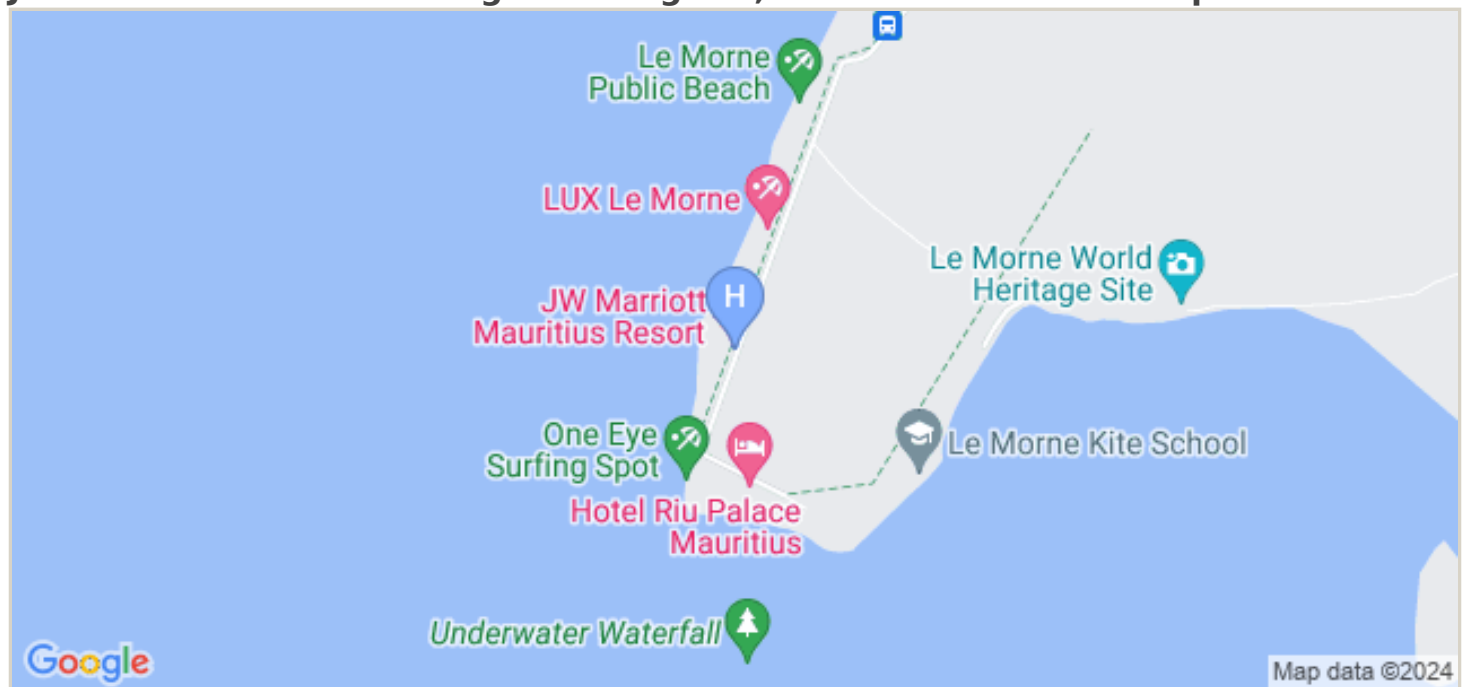 Le Morne
Public Beach
LUX Le Morne
Le Morne World
Heritage Site
H
JW Marriott
Mauritius Resort
One Eye
Surfing Spot
Le Morne Kite School
Hotel Riu Palace
Mauritius
Underwater Waterfall
Google
Map data ©2024